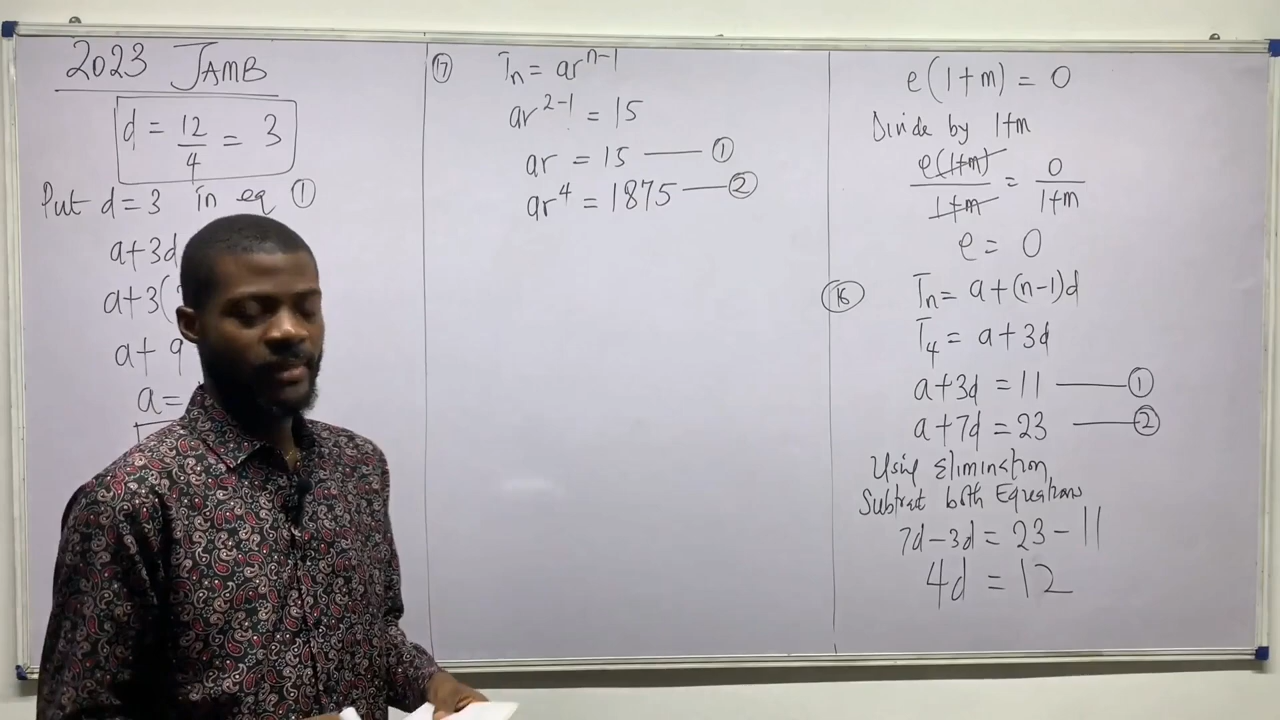 2023 JAMB
d = 12/4 = 3
Put d=3 in eq ①
a+3d
a+3(
a+9
a=
⑰ Tn = ar^n-1
ar^2-1 = 15
ar = 15 —— ①
ar^4 = 1875 —— ②
e(1+m) = 0
Divide by 1+m
e(1+m)/1+m = 0/1+m
e = 0
⑯ Tn = a+(n-1)d
T4 = a+3d
a+3d = 11 —— ①
a+7d = 23 —— ②
Using Elimination
Subtract both Equations
7d-3d = 23-11
4d = 12